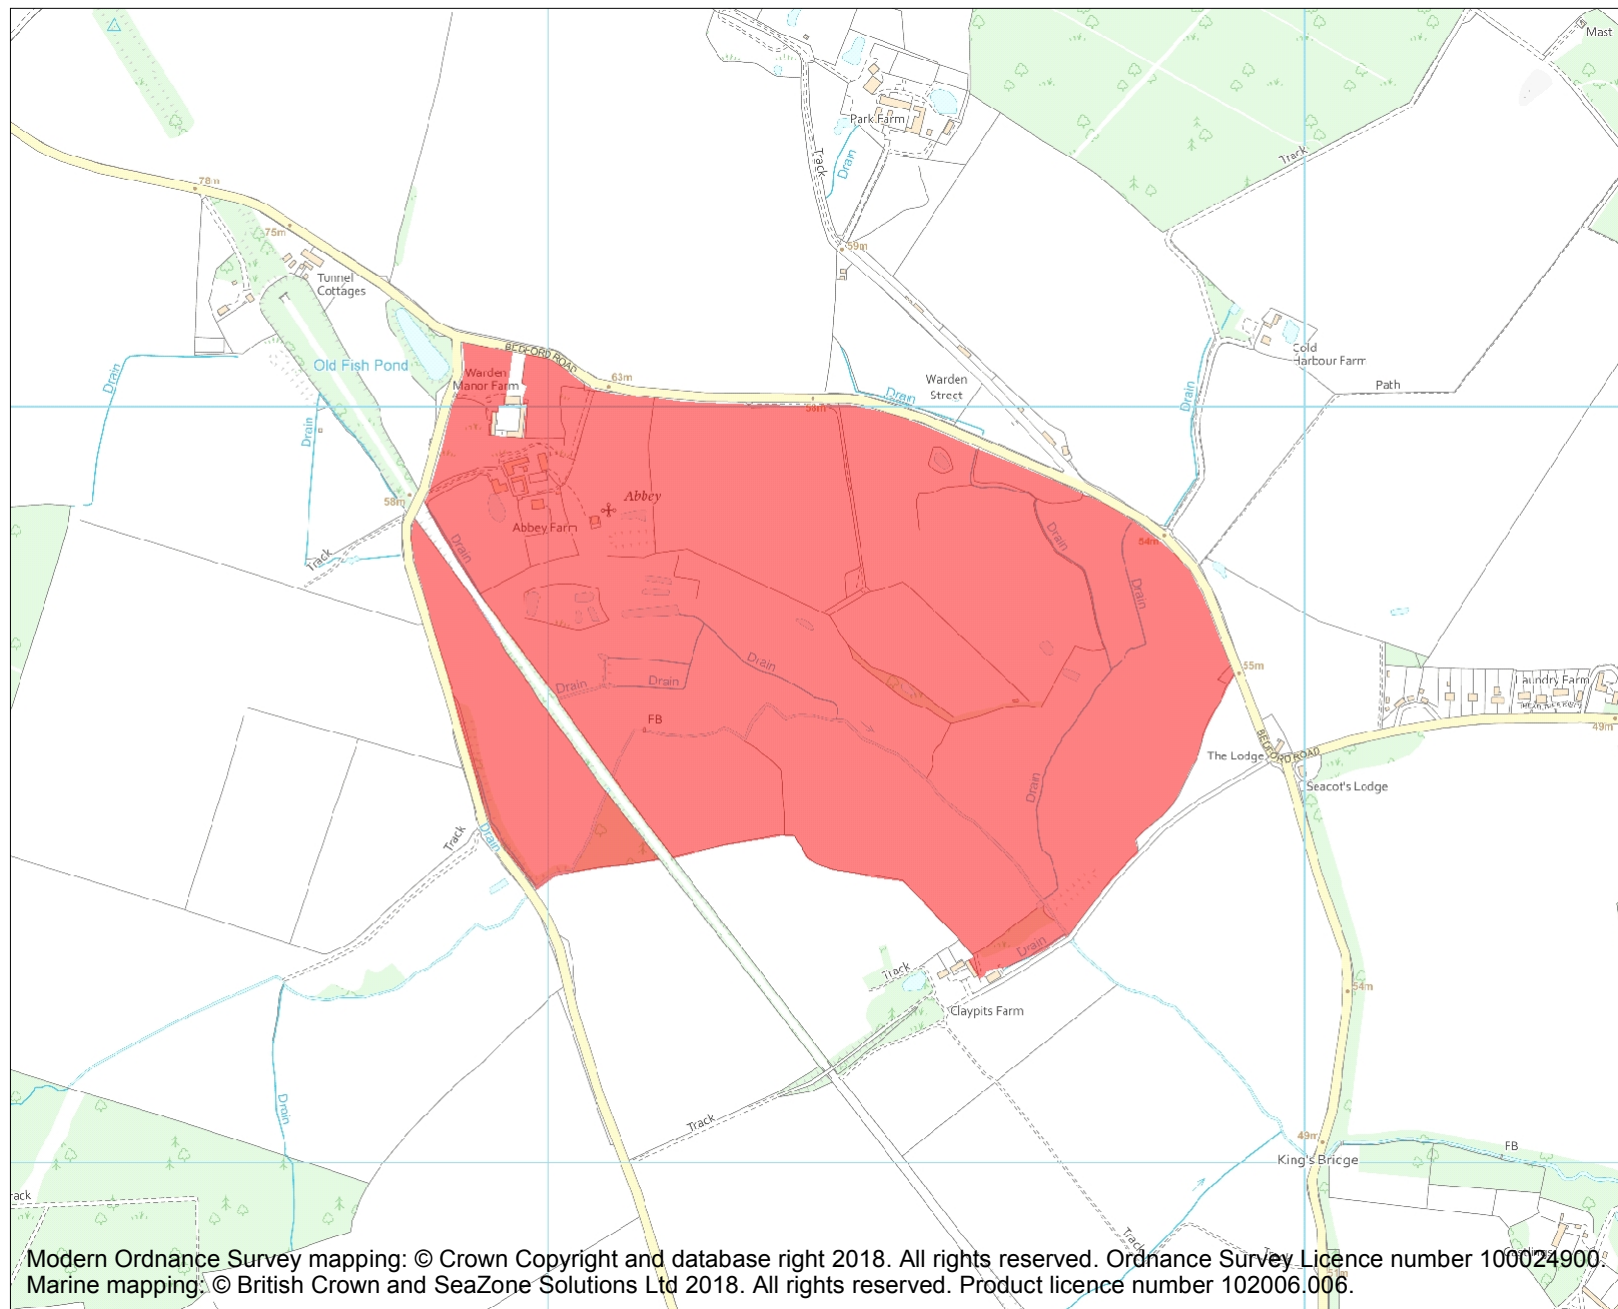 Mast
Park Farm
Track
Drain
Track
78m
75m
59m
Tunnel
Cottages
Old Fish Pond
BEDFORD ROAD
Warden
Manor Farm
63m
58m
Drain
Warden
Street
Cold
Harbour Farm
Path
Drain
Drain
Drain
58m
Abbey
Abbey Farm
Drain
Track
Drain
54m
Drain
Drain
Drain
Drain
FB
55m
Laundry Farm
49m
BEDFORD ROAD
The Lodge
Seacot's Lodge
Drain
Track
Drain
Drain
Track
Claypits Farm
54m
Drain
Track
49m
King's Bridge
FB
rack
Track
Track
51m
Modern Ordnance Survey mapping: © Crown Copyright and database right 2018. All rights reserved. Ordnance Survey Licence number 100024900.
Marine mapping: © British Crown and SeaZone Solutions Ltd 2018. All rights reserved. Product licence number 102006.006.